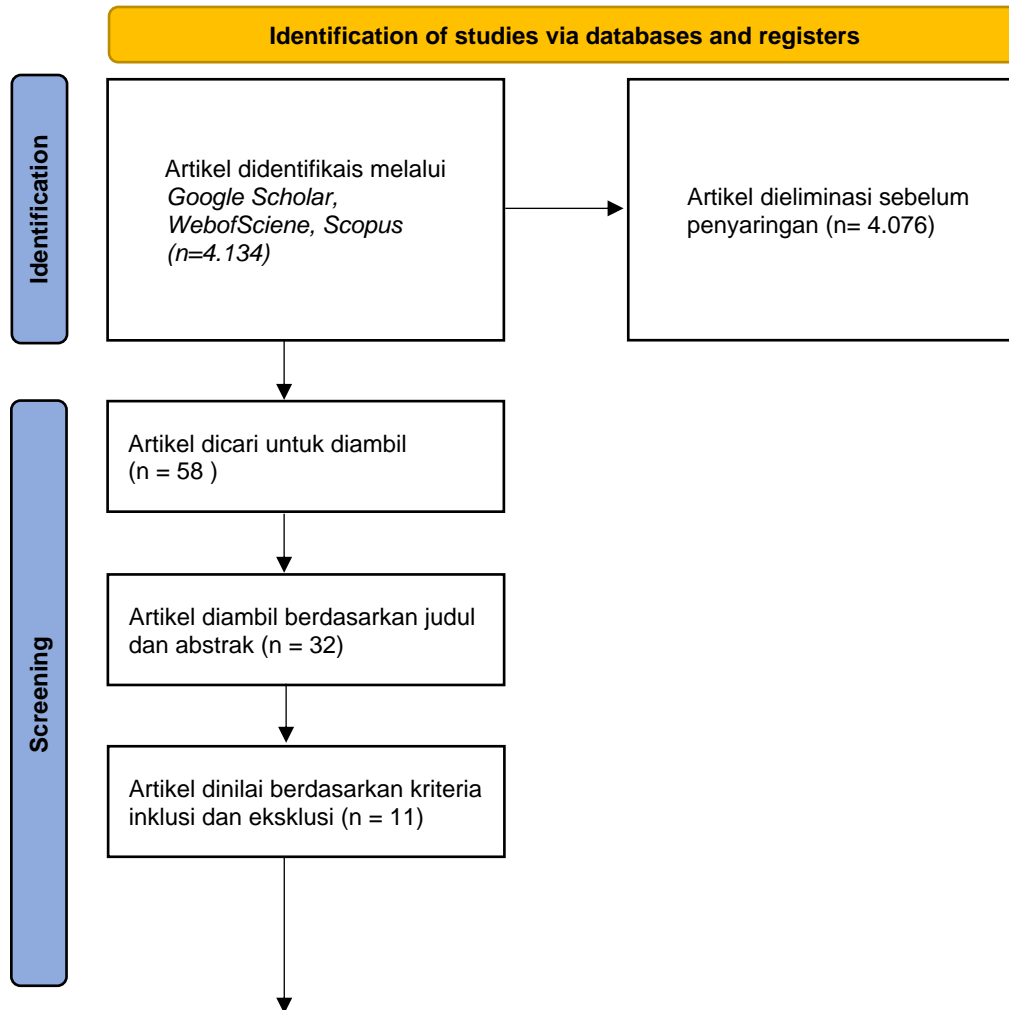 Identification of studies via databases and registers
Identification
Artikel didentifikais melalui
Google Scholar,
WebofSciene, Scopus
(n=4.134)
Artikel dieliminasi sebelum
penyaringan (n= 4.076)
Screening
Artikel dicari untuk diambil
(n = 58 )
Artikel diambil berdasarkan judul
dan abstrak (n = 32)
Artikel dinilai berdasarkan kriteria
inklusi dan eksklusi (n = 11)